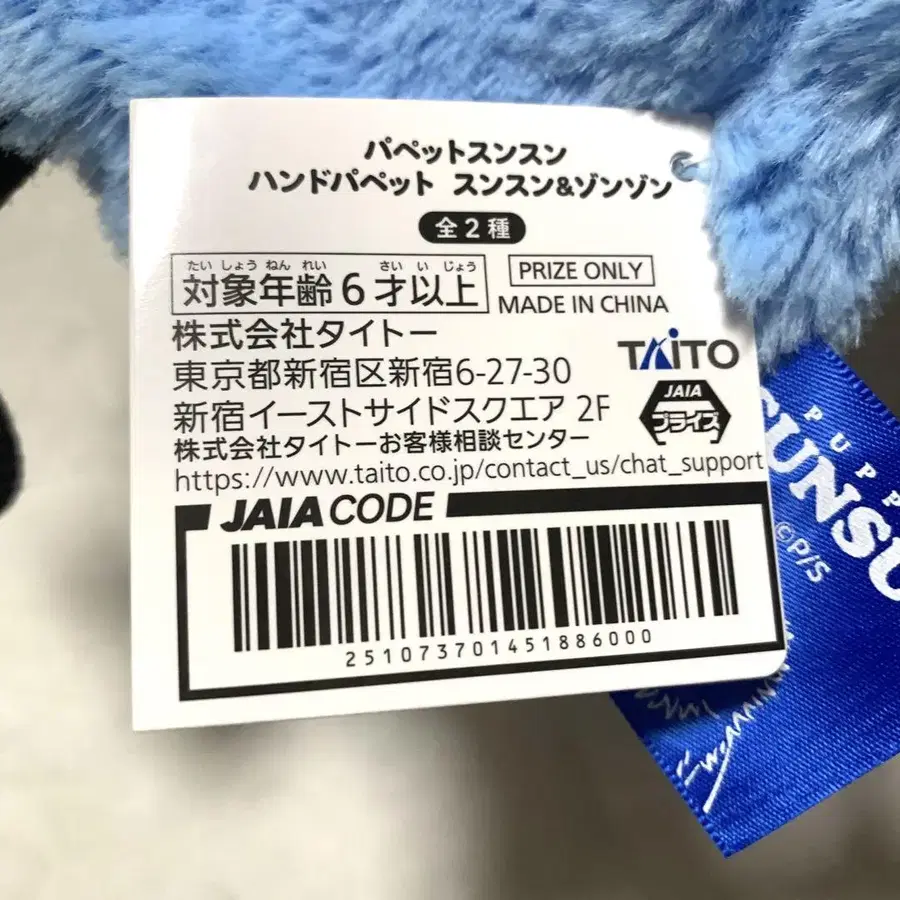 パペットスンスン
ハンドパペット スンスン&ゾンゾン
全2種
たいしょうねんれい さいいじょう
対象年齢6才以上
PRIZE ONLY
MADE IN CHINA
株式会社タイトー
東京都新宿区新宿6-27-30
新宿イーストサイドスクエア 2F
TAITO
JAIA
プライズ
株式会社タイトーお客様相談センター
https://www.taito.co.jp/contact_us/chat_support
JAIA CODE
251073701451886000
PUPP
SUNSU
©P/S